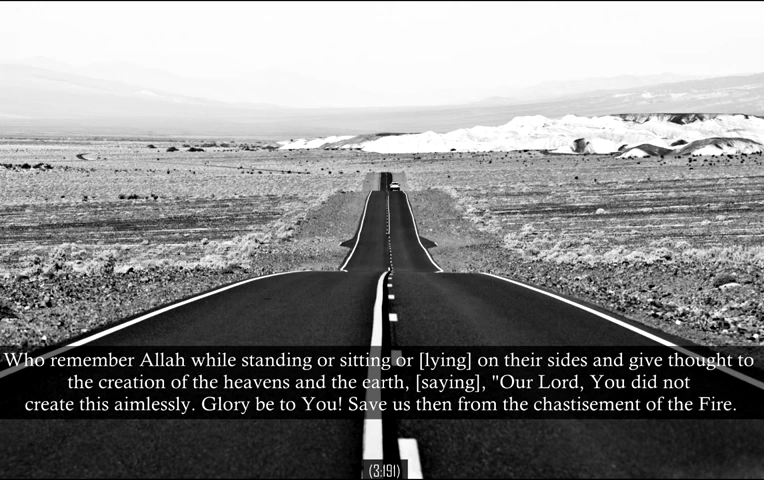 Who remember Allah while standing or sitting or [lying] on their sides and give thought to
the creation of the heavens and the earth, [saying], "Our Lord, You did not
create this aimlessly. Glory be to You! Save us then from the chastisement of the Fire.
(3:191)